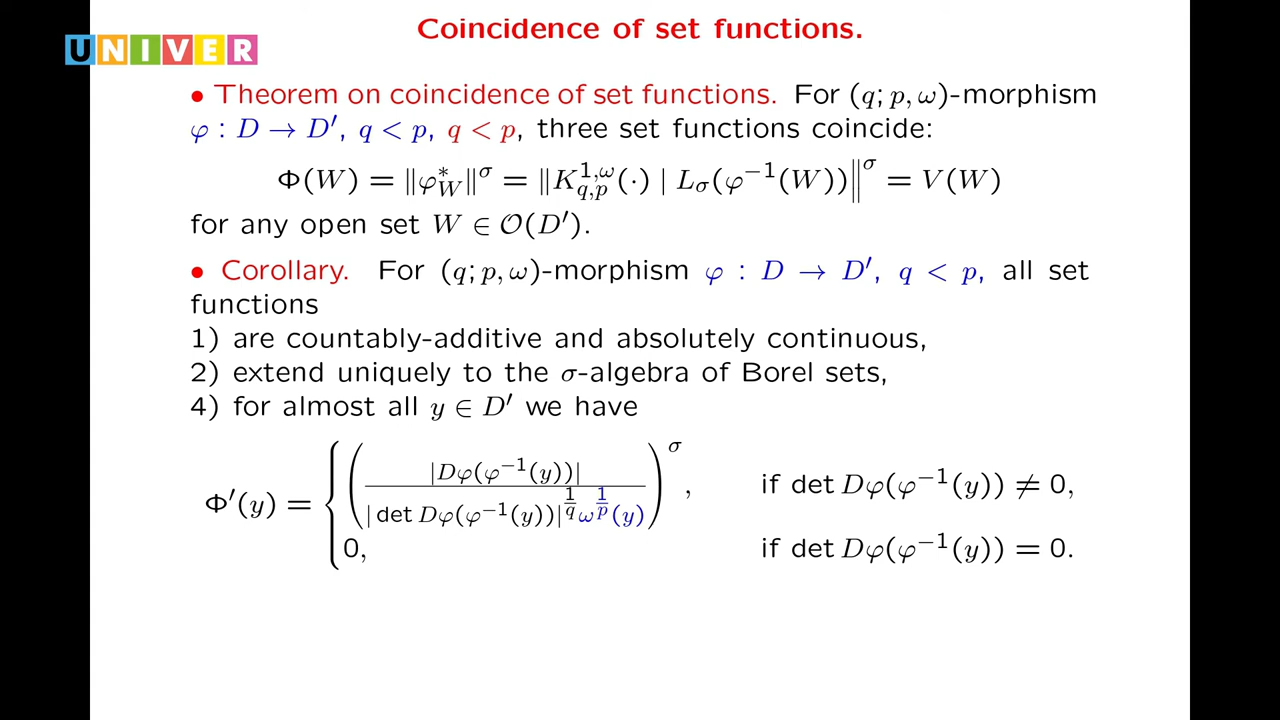 Coincidence of set functions.
UNIVER
• Theorem on coincidence of set functions. For (q; p, ω)-morphism
φ : D → D′, q < p, q < p, three set functions coincide:
Φ(W) = ‖φ*_W‖^σ = ‖K^{1,ω}_{q,p}(·) | L_σ(φ^{−1}(W))‖^σ = V(W)
for any open set W ∈ O(D′).
• Corollary. For (q; p, ω)-morphism φ : D → D′, q < p, all set
functions
1) are countably-additive and absolutely continuous,
2) extend uniquely to the σ-algebra of Borel sets,
4) for almost all y ∈ D′ we have
Φ′(y) = { ( |Dφ(φ^{−1}(y))| / |det Dφ(φ^{−1}(y))|^{1/q} ω^{1/p}(y) )^σ, if det Dφ(φ^{−1}(y)) ≠ 0,
0, if det Dφ(φ^{−1}(y)) = 0.